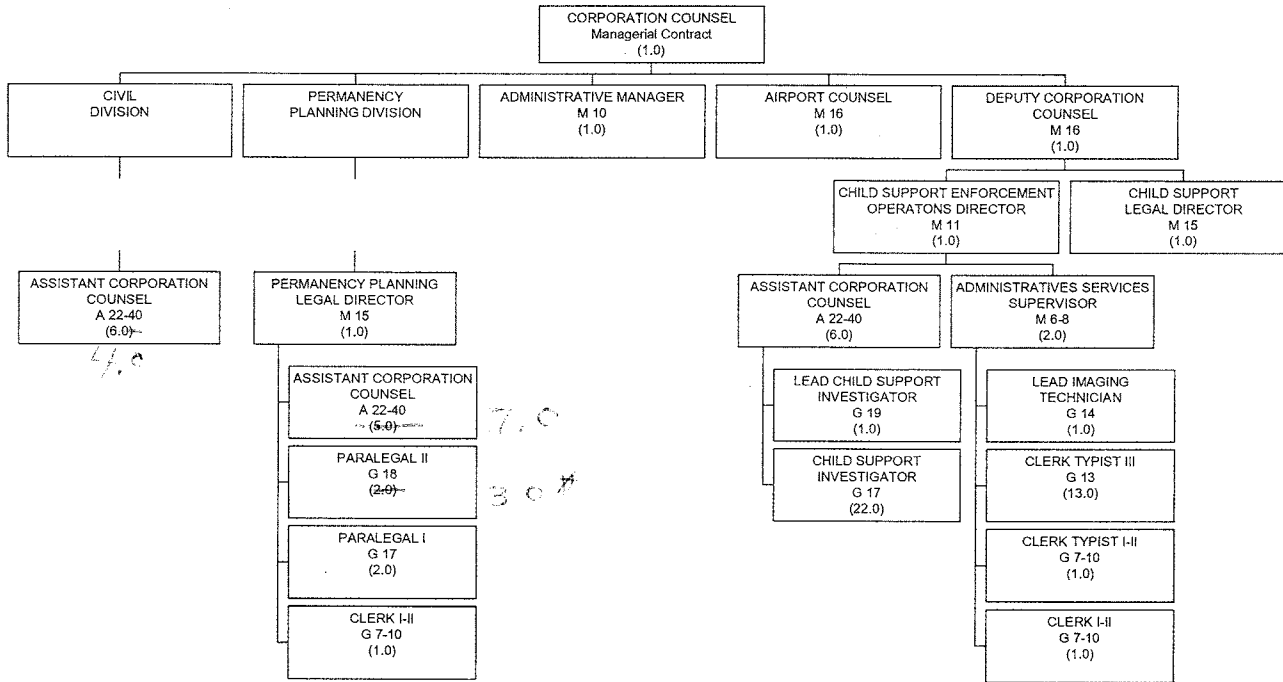 CORPORATION COUNSEL
Managerial Contract
(1.0)
CIVIL
DIVISION
PERMANENCY
PLANNING DIVISION
ADMINISTRATIVE MANAGER
M 10
(1.0)
AIRPORT COUNSEL
M 16
(1.0)
DEPUTY CORPORATION
COUNSEL
M 16
(1.0)
CHILD SUPPORT ENFORCEMENT
OPERATONS DIRECTOR
M 11
(1.0)
CHILD SUPPORT
LEGAL DIRECTOR
M 15
(1.0)
ASSISTANT CORPORATION
COUNSEL
A 22-40
(6.0)
4.0
PERMANENCY PLANNING
LEGAL DIRECTOR
M 15
(1.0)
ASSISTANT CORPORATION
COUNSEL
A 22-40
(5.0)
7.0
PARALEGAL II
G 18
(2.0)
3.0
PARALEGAL I
G 17
(2.0)
CLERK I-II
G 7-10
(1.0)
ASSISTANT CORPORATION
COUNSEL
A 22-40
(6.0)
LEAD CHILD SUPPORT
INVESTIGATOR
G 19
(1.0)
CHILD SUPPORT
INVESTIGATOR
G 17
(22.0)
ADMINISTRATIVES SERVICES
SUPERVISOR
M 6-8
(2.0)
LEAD IMAGING
TECHNICIAN
G 14
(1.0)
CLERK TYPIST III
G 13
(13.0)
CLERK TYPIST I-II
G 7-10
(1.0)
CLERK I-II
G 7-10
(1.0)